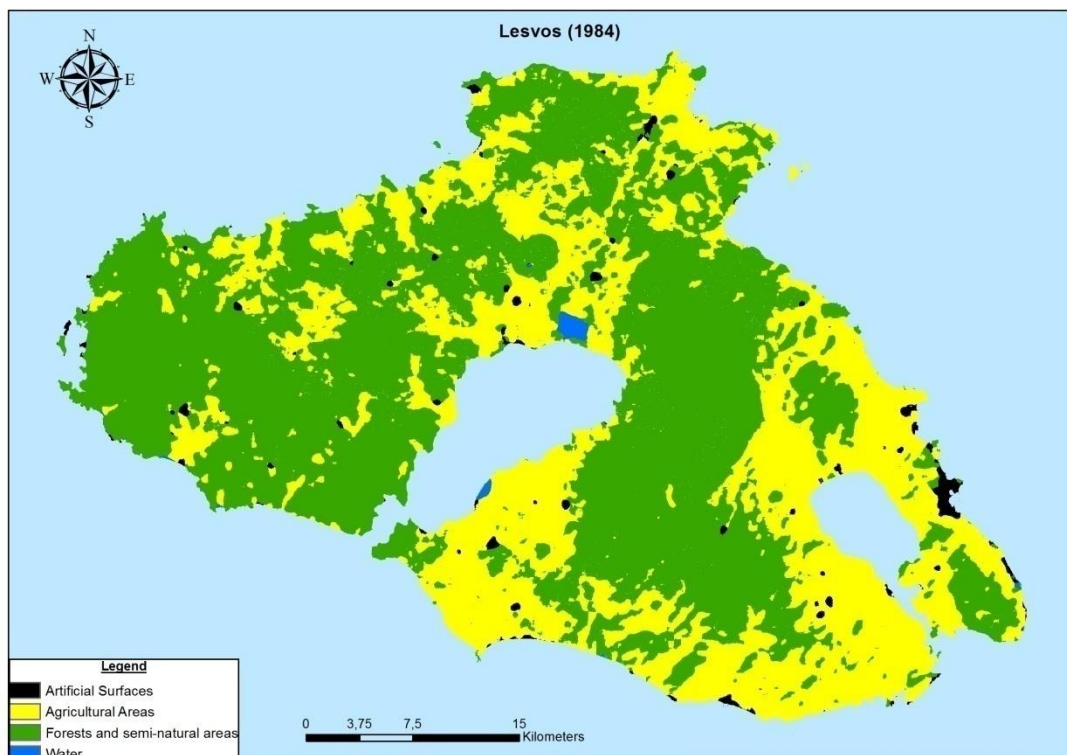 Lesvos (1984)
N
W E
S
Legend
Artificial Surfaces
Agricultural Areas
Forests and semi-natural areas
Water
0 3,75 7,5 15
Kilometers